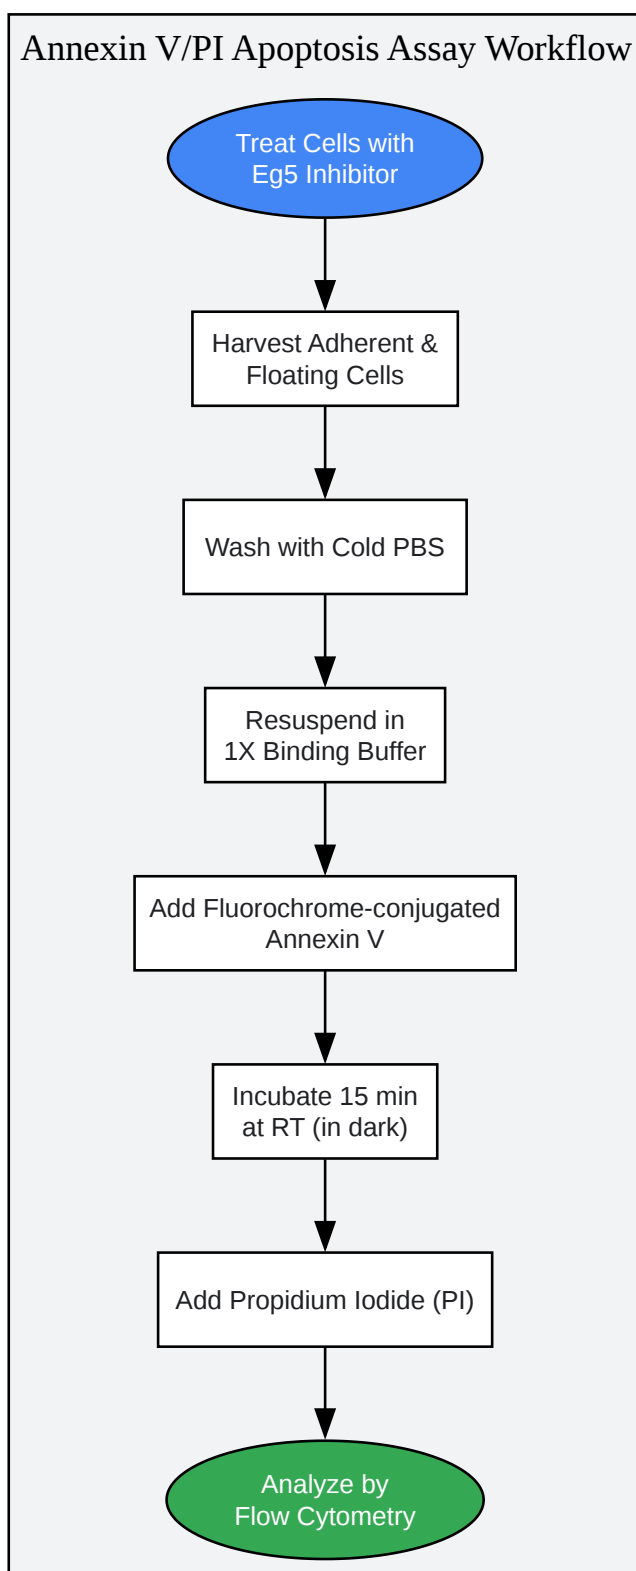 Annexin V/PI Apoptosis Assay Workflow
Treat Cells with
Eg5 Inhibitor
Harvest Adherent &
Floating Cells
Wash with Cold PBS
Resuspend in
1X Binding Buffer
Add Fluorochrome-conjugated
Annexin V
Incubate 15 min
at RT (in dark)
Add Propidium Iodide (PI)
Analyze by
Flow Cytometry